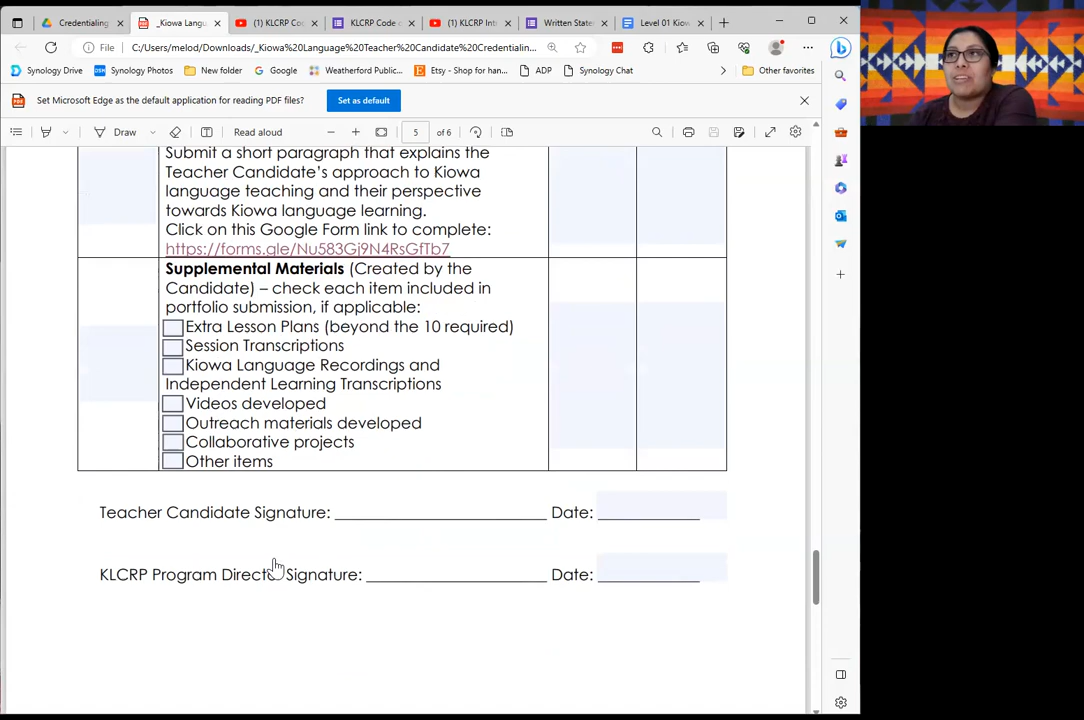 Credentialing
_Kiowa Langu
(1) KLCRP Co
KLCRP Code
(1) KLCRP Int
Written State
Level 01 Kiow
File
C:/Users/melod/Downloads/_Kiowa%20Language%20Teacher%20Candidate%20Credentialin...
Synology Drive
Synology Photos
New folder
Google
Weatherford Public...
Etsy - Shop for han...
ADP
Synology Chat
Other favorites
Set Microsoft Edge as the default application for reading PDF files?
Set as default
Draw
Read aloud
5
of 6
Submit a short paragraph that explains the
Teacher Candidate's approach to Kiowa
language teaching and their perspective
towards Kiowa language learning.
Click on this Google Form link to complete:
https://forms.gle/Nu583Gj9N4RsGfTb7
Supplemental Materials (Created by the
Candidate) – check each item included in
portfolio submission, if applicable:
Extra Lesson Plans (beyond the 10 required)
Session Transcriptions
Kiowa Language Recordings and
Independent Learning Transcriptions
Videos developed
Outreach materials developed
Collaborative projects
Other items
Teacher Candidate Signature: ______________________ Date: ___________
KLCRP Program Director Signature: ___________________ Date: ___________